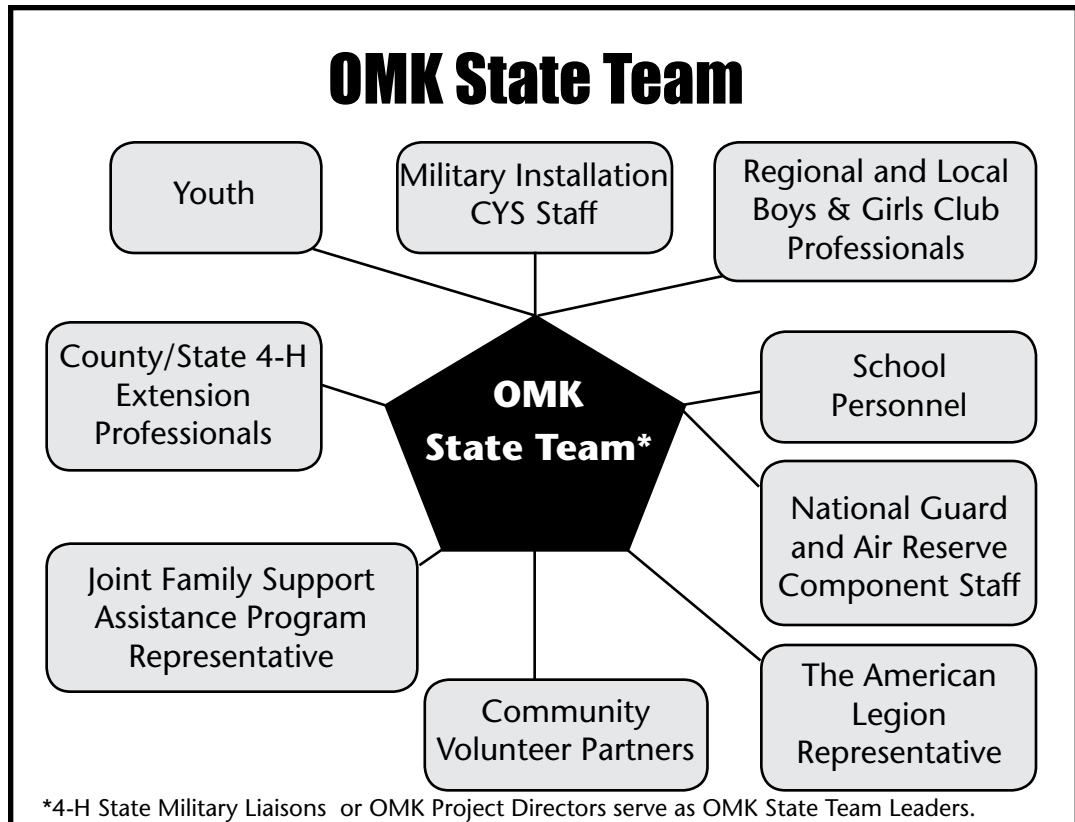 OMK State Team
Youth
Military Installation
CYS Staff
Regional and Local
Boys & Girls Club
Professionals
County/State 4-H
Extension
Professionals
OMK
State Team*
School
Personnel
National Guard
and Air Reserve
Component Staff
Joint Family Support
Assistance Program
Representative
Community
Volunteer Partners
The American
Legion
Representative
*4-H State Military Liaisons or OMK Project Directors serve as OMK State Team Leaders.